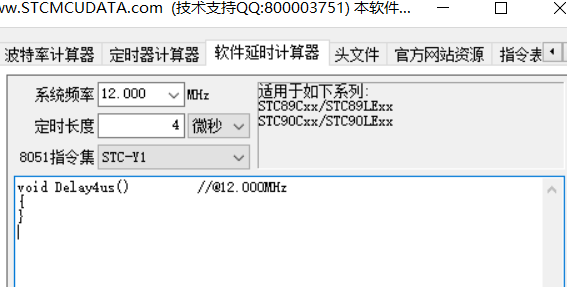 ww.STCMCUDATA.com  (技术支持QQ:800003751) 本软件...
波特率计算器 定时器计算器 软件延时计算器 头文件 官方网站资源 指令表
系统频率 12.000 MHz
定时长度 4 微秒
8051指令集 STC-Y1
适用于如下系列:
STC89Cxx/STC89LExx
STC90Cxx/STC90LExx
void Delay4us() //@12.000MHz
{
}